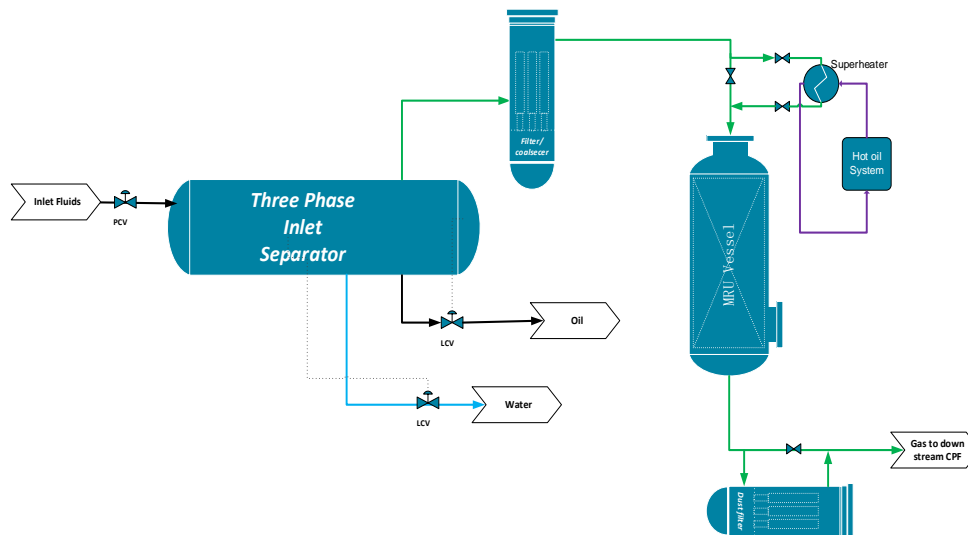 Superheater
Filter/
coalsecer
Hot oil
System
Inlet Fluids
PCV
Three Phase
Inlet
Separator
MRU Vessel
Oil
LCV
Water
LCV
Gas to down
stream CPF
Dust filter